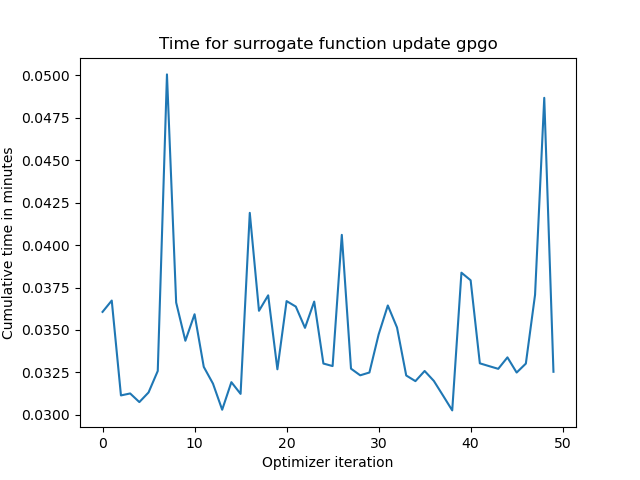 Time for surrogate function update gpgo
0.0500
0.0475
0.0450
0.0425
0.0400
0.0375
0.0350
0.0325
0.0300
Cumulative time in minutes
0 10 20 30 40 50
Optimizer iteration